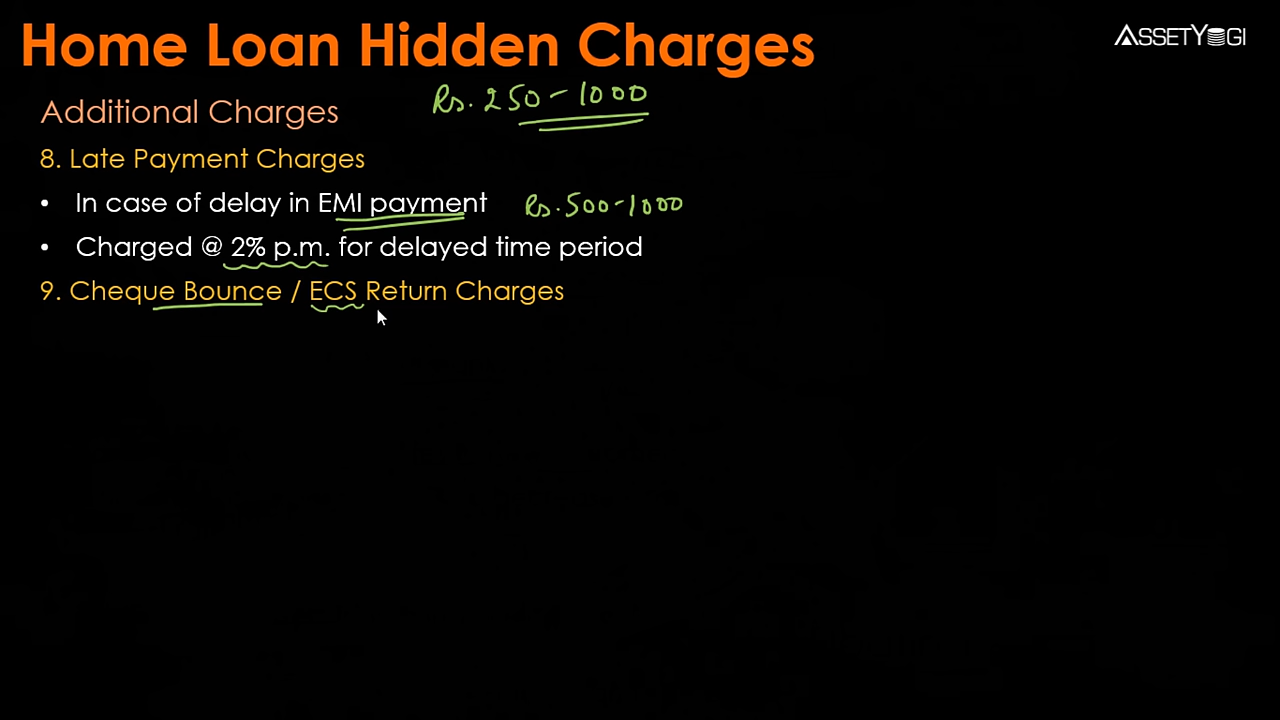 Home Loan Hidden Charges
ASSETYOGI
Additional Charges
Rs. 250 - 1000
8. Late Payment Charges
• In case of delay in EMI payment Rs. 500 - 1000
• Charged @ 2% p.m. for delayed time period
9. Cheque Bounce / ECS Return Charges